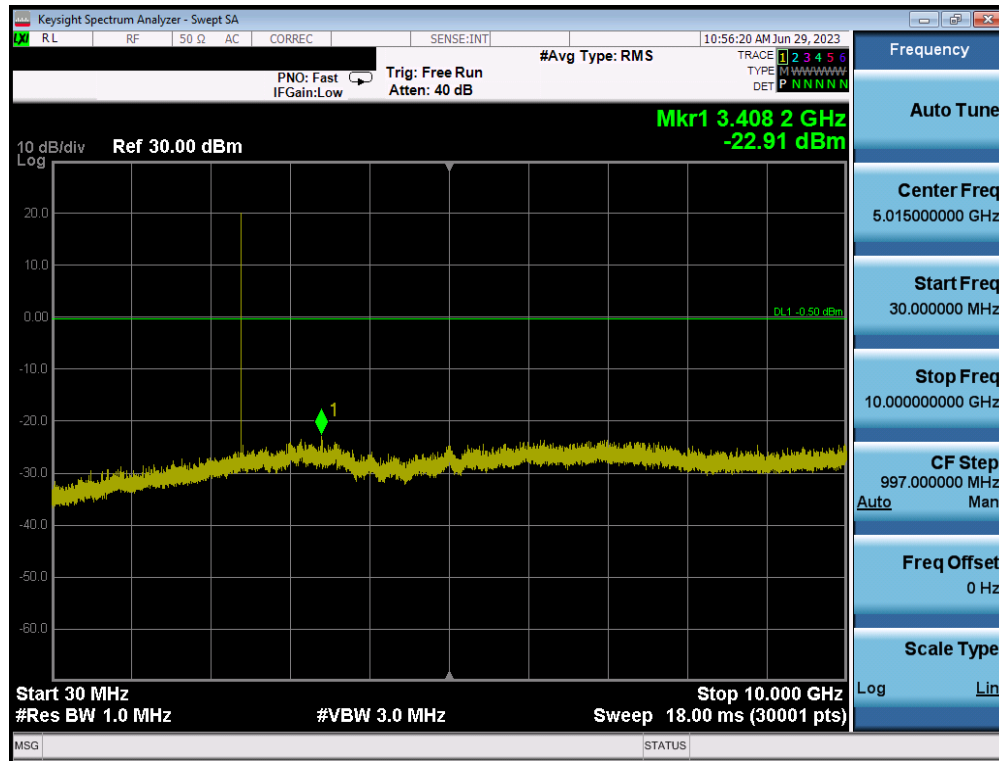 Keysight Spectrum Analyzer - Swept SA
LXI RL RF 50 Ω AC CORREC SENSE:INT 10:56:20 AM Jun 29, 2023
#Avg Type: RMS
TRACE 1 2 3 4 5 6
TYPE M WWWWW
DET P N N N N N
PNO: Fast
IFGain:Low
Trig: Free Run
Atten: 40 dB
Mkr1 3.408 2 GHz
-22.91 dBm
10 dB/div
Log
Ref 30.00 dBm
20.0
10.0
0.00
DL1 -0.50 dBm
-10.0
-20.0
1
-30.0
-40.0
-50.0
-60.0
Start 30 MHz
Stop 10.000 GHz
#Res BW 1.0 MHz
#VBW 3.0 MHz
Sweep 18.00 ms (30001 pts)
MSG
STATUS
Frequency
Auto Tune
Center Freq
5.015000000 GHz
Start Freq
30.000000 MHz
Stop Freq
10.000000000 GHz
CF Step
997.000000 MHz
Auto Man
Freq Offset
0 Hz
Scale Type
Log Lin